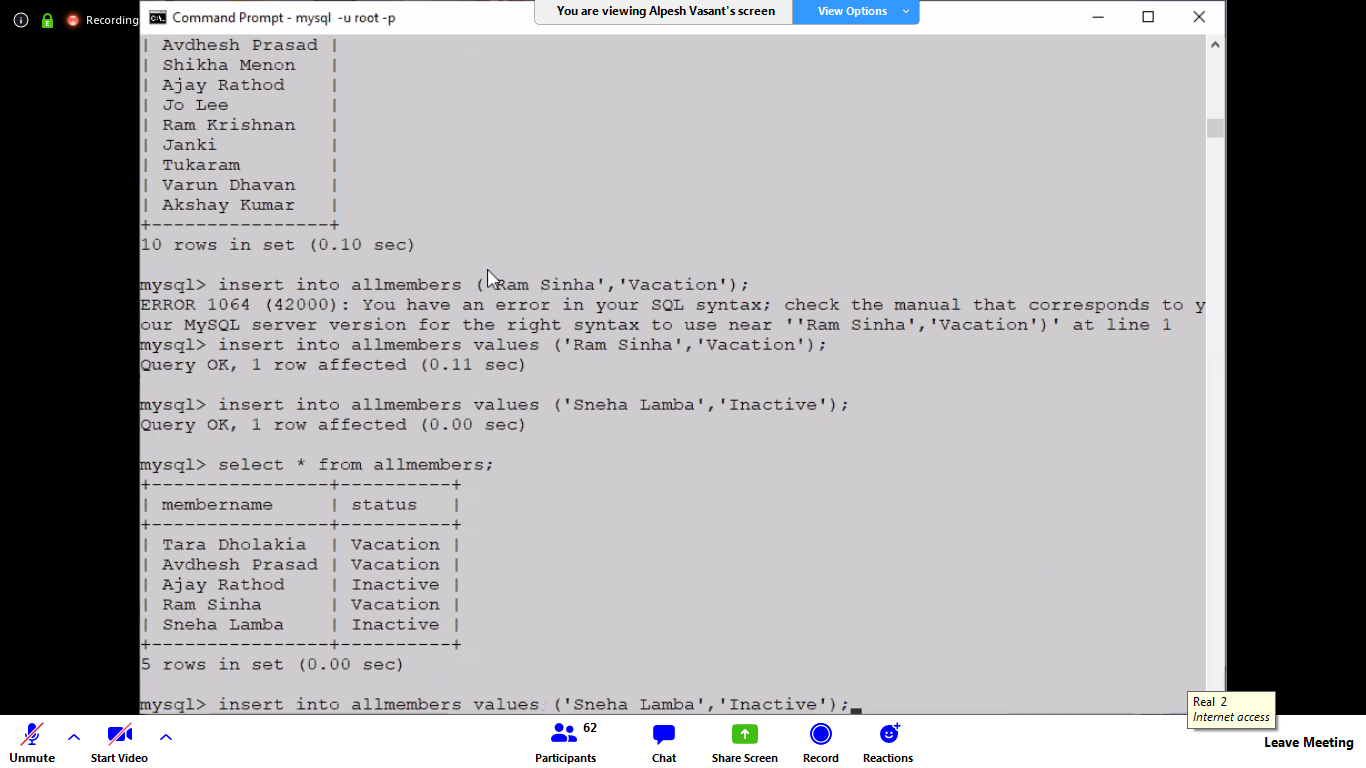 Command Prompt - mysql -u root -p
You are viewing Alpesh Vasant's screen
View Options
Recording
| Avdhesh Prasad |
| Shikha Menon |
| Ajay Rathod |
| Jo Lee |
| Ram Krishnan |
| Janki |
| Tukaram |
| Varun Dhavan |
| Akshay Kumar |
+----------------+
10 rows in set (0.10 sec)
mysql> insert into allmembers ('Ram Sinha','Vacation');
ERROR 1064 (42000): You have an error in your SQL syntax; check the manual that corresponds to y
our MySQL server version for the right syntax to use near ''Ram Sinha','Vacation')' at line 1
mysql> insert into allmembers values ('Ram Sinha','Vacation');
Query OK, 1 row affected (0.11 sec)
mysql> insert into allmembers values ('Sneha Lamba','Inactive');
Query OK, 1 row affected (0.00 sec)
mysql> select * from allmembers;
+----------------+----------+
| membername | status |
+----------------+----------+
| Tara Dholakia | Vacation |
| Avdhesh Prasad | Vacation |
| Ajay Rathod | Inactive |
| Ram Sinha | Vacation |
| Sneha Lamba | Inactive |
+----------------+----------+
5 rows in set (0.00 sec)
mysql> insert into allmembers values ('Sneha Lamba','Inactive');
Real 2
Internet access
Unmute
Start Video
62
Participants
Chat
Share Screen
Record
Reactions
Leave Meeting